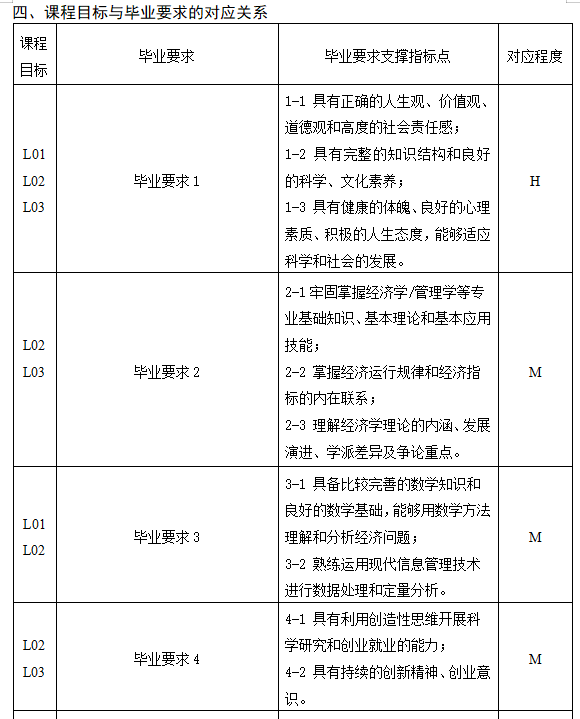 四、课程目标与毕业要求的对应关系
课程
目标
毕业要求
毕业要求支撑指标点
对应程度
L01
L02
L03
毕业要求 1
1-1 具有正确的人生观、价值观、
道德观和高度的社会责任感；
1-2 具有完整的知识结构和良好
的科学、文化素养；
1-3 具有健康的体魄、良好的心理
素质、积极的人生态度，能够适应
科学和社会的发展。
H
L02
L03
毕业要求 2
2-1牢固掌握经济学/管理学等专
业基础知识、基本理论和基本应用
技能；
2-2 掌握经济运行规律和经济指
标的内在联系；
2-3 理解经济学理论的内涵、发展
演进、学派差异及争论重点。
M
L01
L02
毕业要求 3
3-1 具备比较完善的数学知识和
良好的数学基础，能够用数学方法
理解和分析经济问题；
3-2 熟练运用现代信息管理技术
进行数据处理和定量分析。
M
L02
L03
毕业要求 4
4-1 具有利用创造性思维开展科
学研究和创业就业的能力；
4-2 具有持续的创新精神、创业意
识。
M